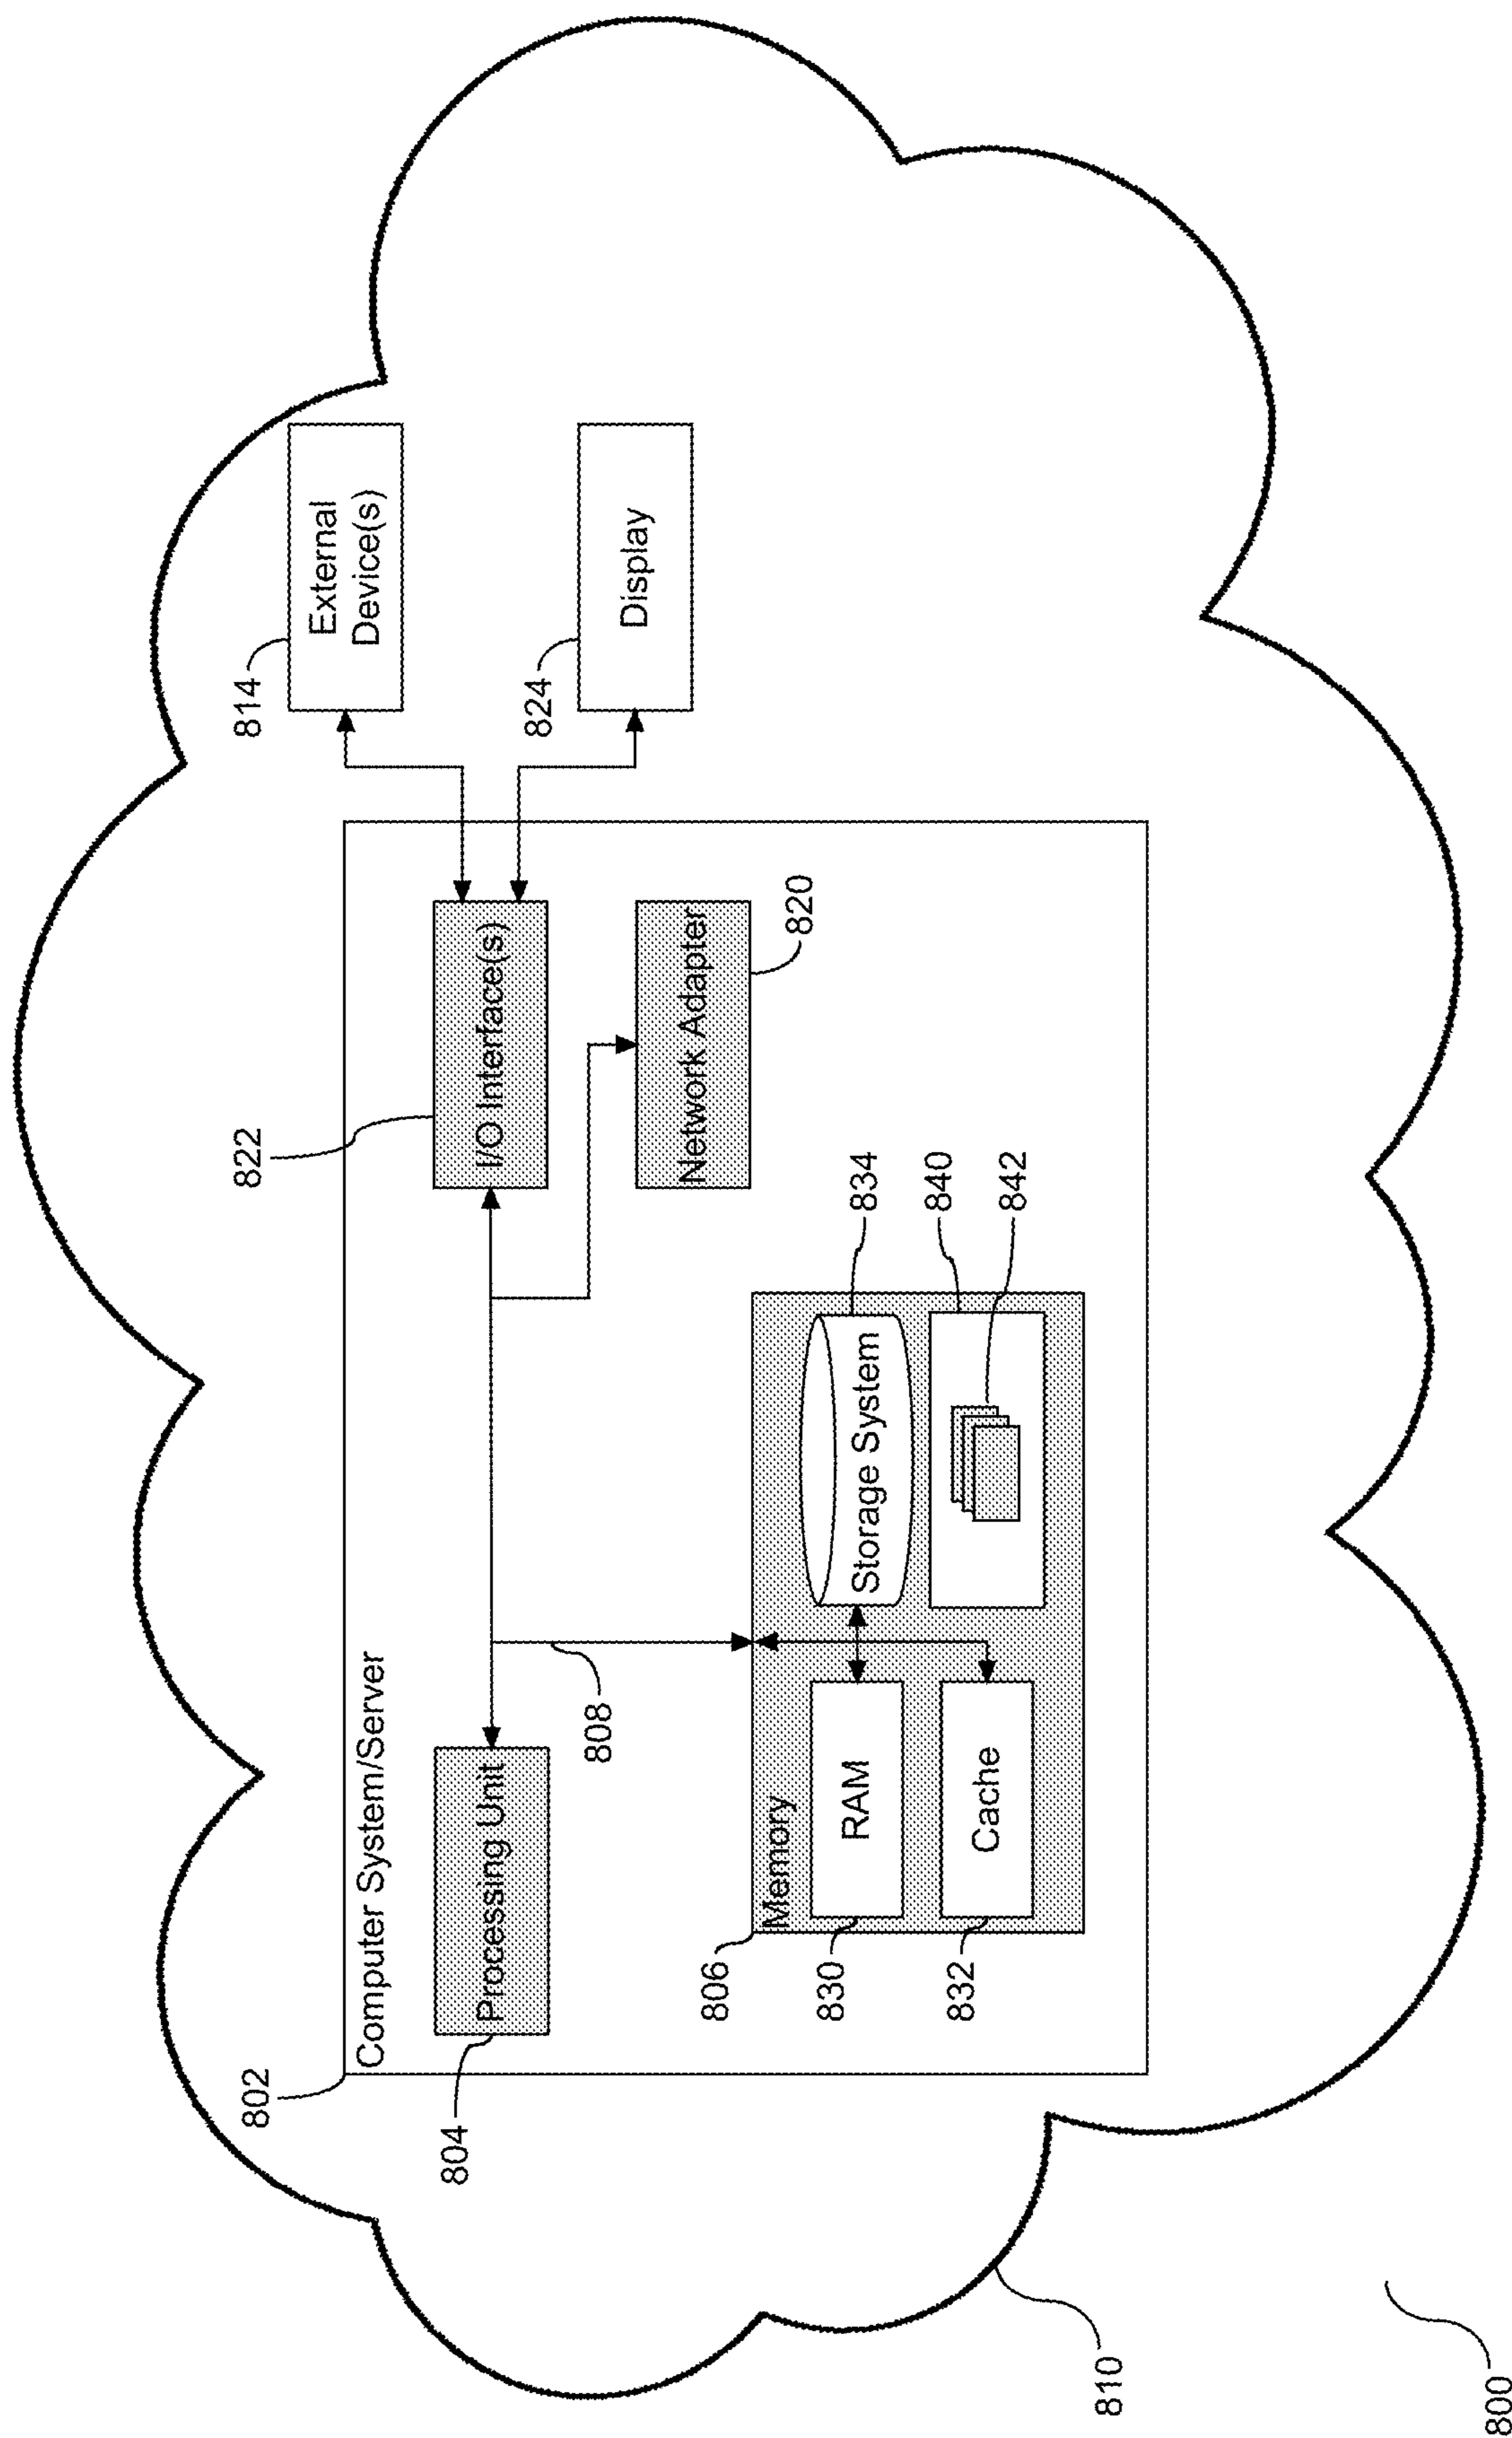 802
Computer System/Server
804
Processing Unit
822
I/O Interface(s)
814
External
Device(s)
824
Display
808
Network Adapter
820
806
Memory
830
RAM
Storage System
834
832
Cache
840
842
810
800